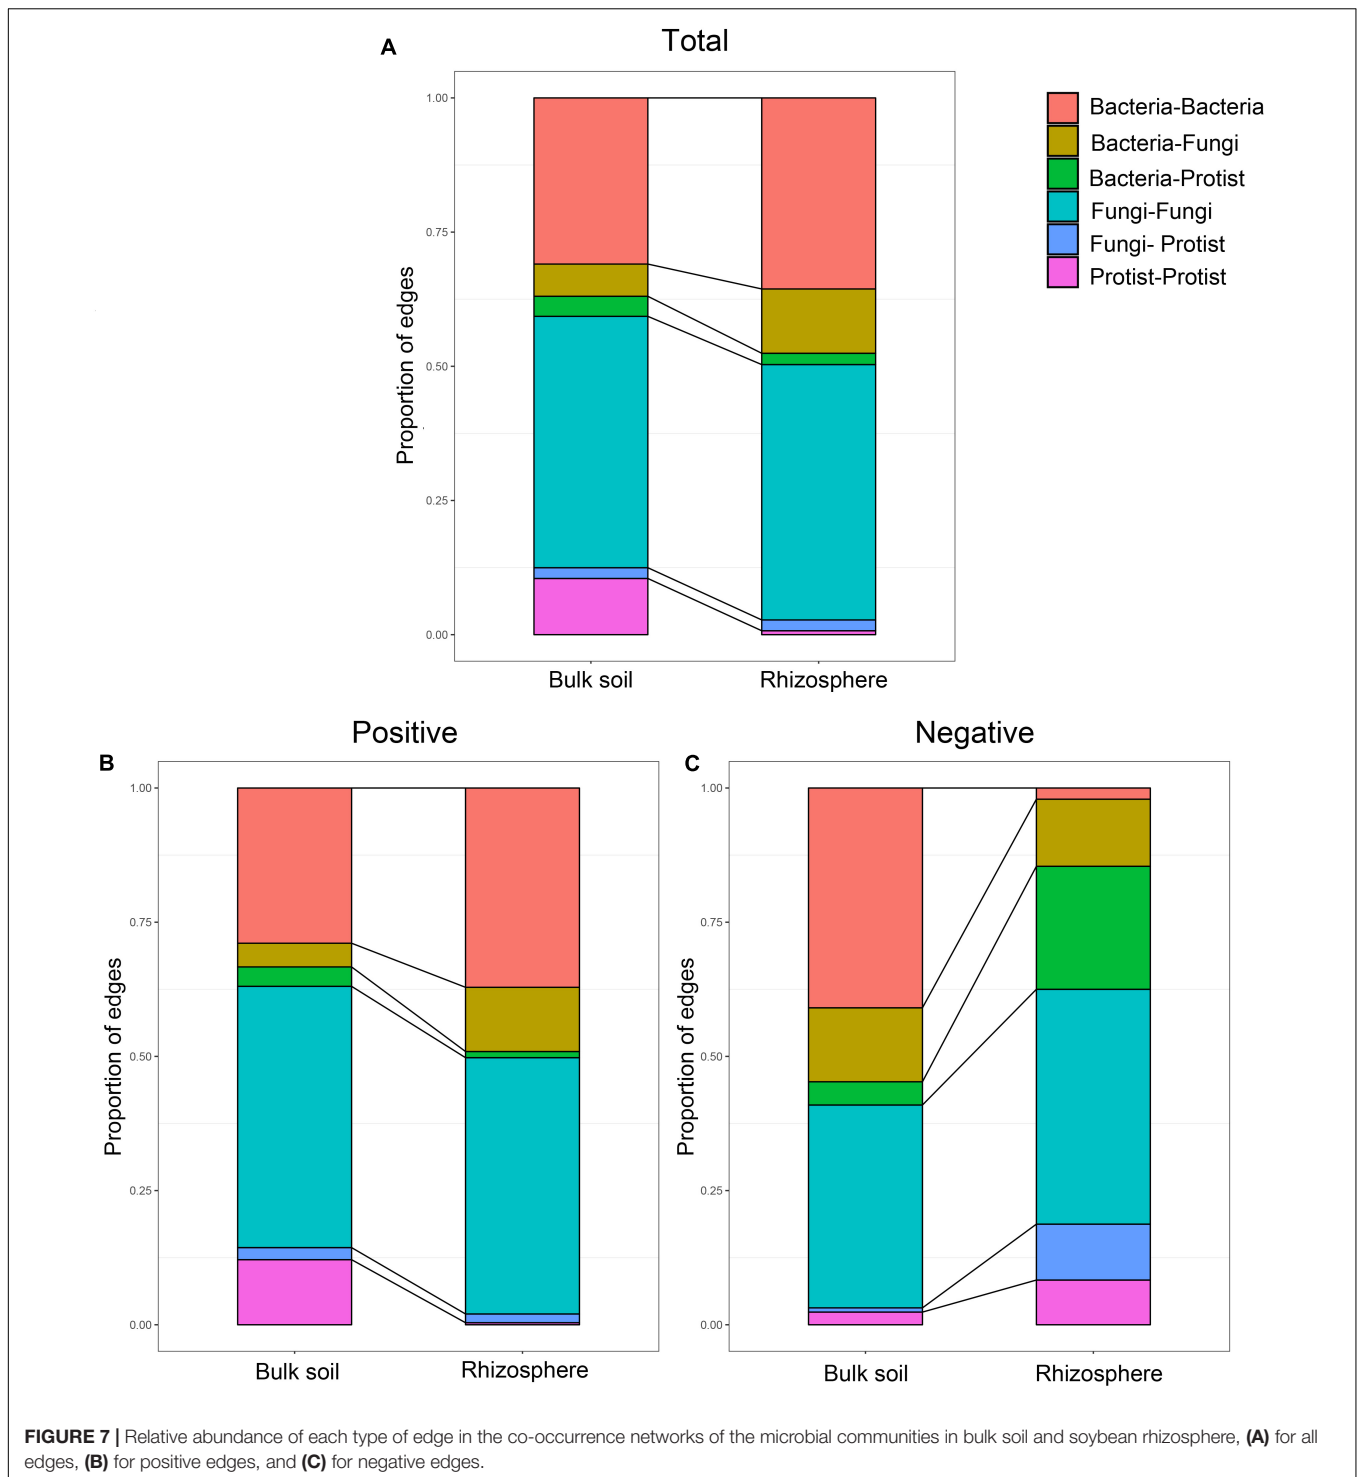 A
Total
1.00
0.75
0.50
0.25
0.00
Proportion of edges
Bulk soil
Rhizosphere
Bacteria-Bacteria
Bacteria-Fungi
Bacteria-Protist
Fungi-Fungi
Fungi- Protist
Protist-Protist
B
Positive
1.00
0.75
0.50
0.25
0.00
Proportion of edges
Bulk soil
Rhizosphere
C
Negative
1.00
0.75
0.50
0.25
0.00
Proportion of edges
Bulk soil
Rhizosphere
FIGURE 7 | Relative abundance of each type of edge in the co-occurrence networks of the microbial communities in bulk soil and soybean rhizosphere, (A) for all
edges, (B) for positive edges, and (C) for negative edges.